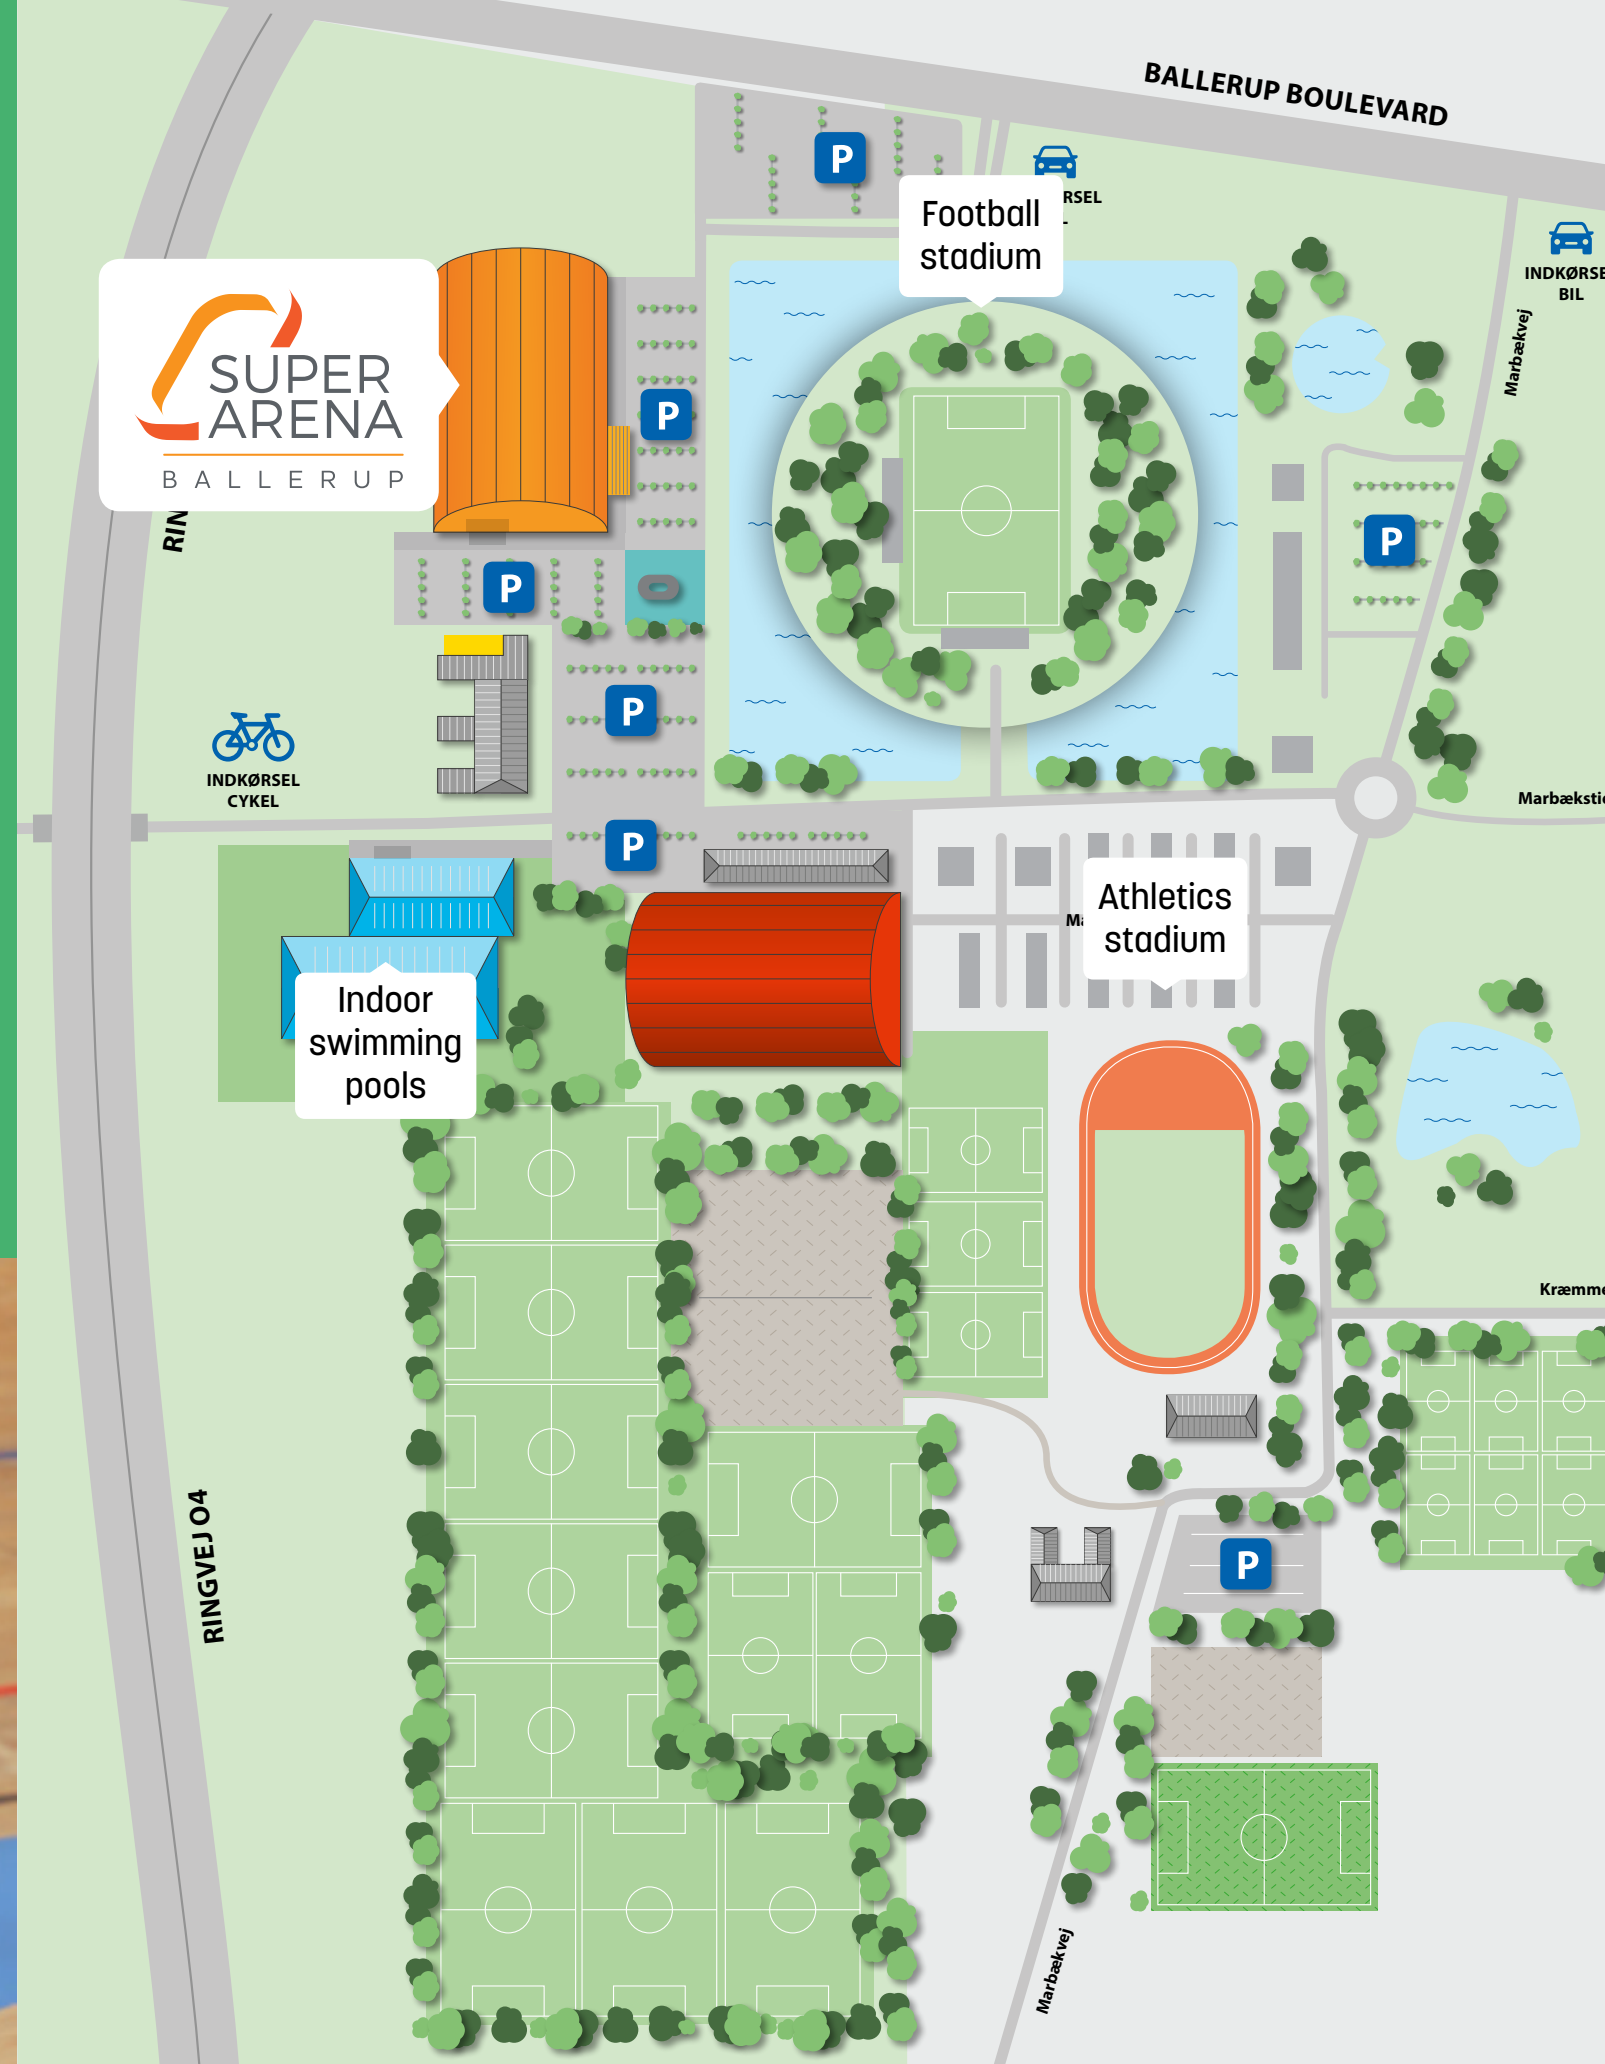 BALLERUP BOULEVARD
P
RSEL
Football
stadium
INDKØRSE
BIL
SUPER
ARENA
BALLERUP
Marbækvej
P
RIN
P
P
P
INDKØRSEL
CYKEL
Marbæksti
P
Athletics
stadium
Ma
Indoor
swimming
pools
Kræmme
RINGVEJ O4
P
Marbækvej